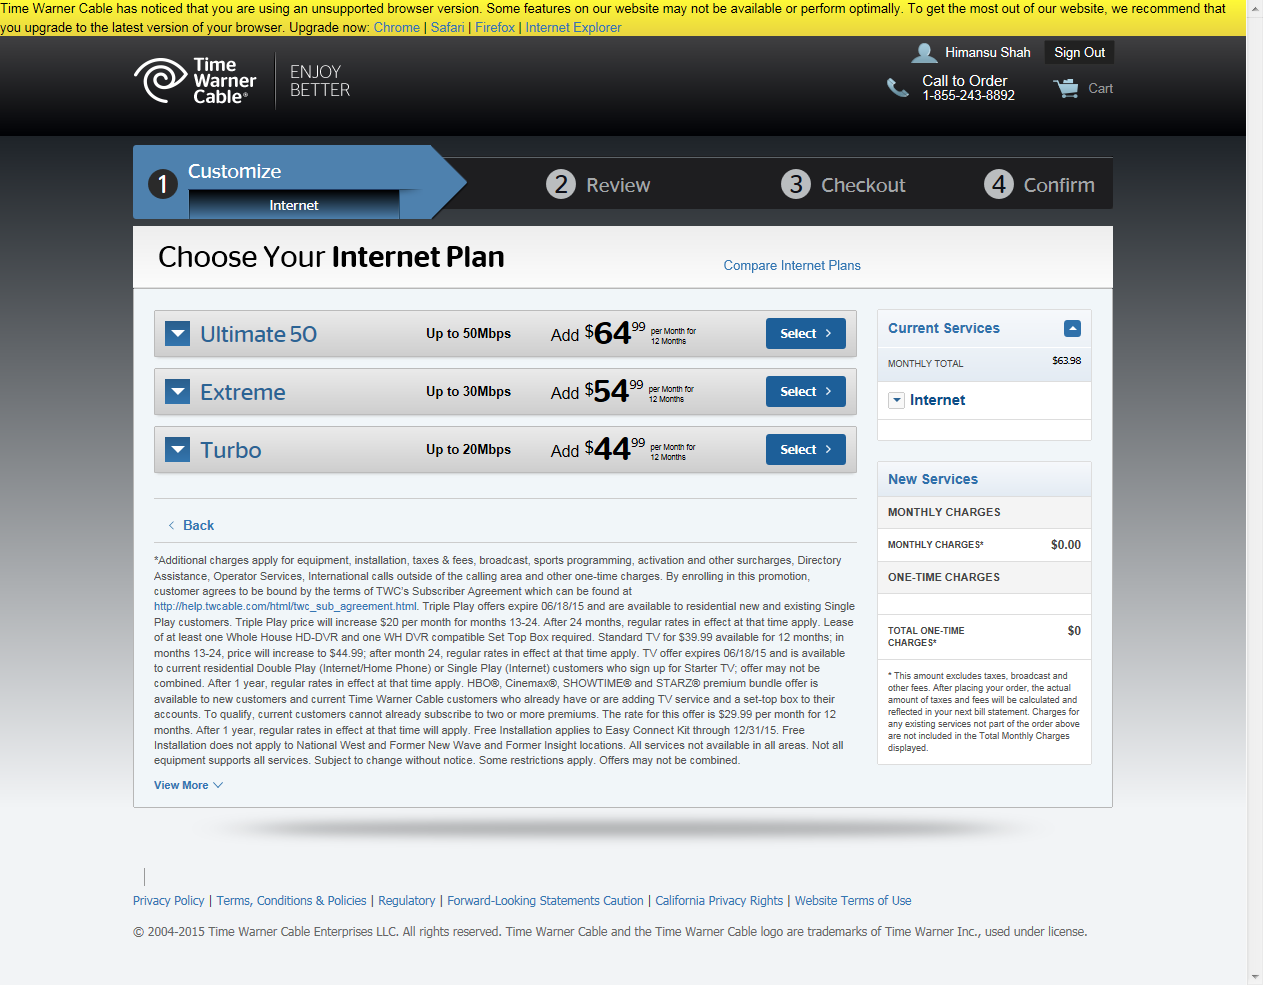 Time Warner Cable has noticed that you are using an unsupported browser version. Some features on our website may not be available or perform optimally. To get the most out of our website, we recommend that
you upgrade to the latest version of your browser. Upgrade now: Chrome | Safari | Firefox | Internet Explorer
Himansu Shah Sign Out
Time
Warner
Cable®
ENJOY
BETTER
Call to Order
1-855-243-8892
Cart
1 Customize
Internet
2 Review
3 Checkout
4 Confirm
Choose Your Internet Plan
Compare Internet Plans
Ultimate 50 Up to 50Mbps Add $64.99 per Month for
12 Months
Select >
Extreme Up to 30Mbps Add $54.99 per Month for
12 Months
Select >
Turbo Up to 20Mbps Add $44.99 per Month for
12 Months
Select >
< Back
*Additional charges apply for equipment, installation, taxes & fees, broadcast, sports programming, activation and other surcharges, Directory
Assistance, Operator Services, International calls outside of the calling area and other one-time charges. By enrolling in this promotion,
customer agrees to be bound by the terms of TWC's Subscriber Agreement which can be found at
http://help.twcable.com/html/twc_sub_agreement.html. Triple Play offers expire 06/18/15 and are available to residential new and existing Single
Play customers. Triple Play price will increase $20 per month for months 13-24. After 24 months, regular rates in effect at that time apply. Lease
of at least one Whole House HD-DVR and one WH DVR compatible Set Top Box required. Standard TV for $39.99 available for 12 months; in
months 13-24, price will increase to $44.99; after month 24, regular rates in effect at that time apply. TV offer expires 06/18/15 and is available
to current residential Double Play (Internet/Home Phone) or Single Play (Internet) customers who sign up for Starter TV; offer may not be
combined. After 1 year, regular rates in effect at that time apply. HBO®, Cinemax®, SHOWTIME® and STARZ® premium bundle offer is
available to new customers and current Time Warner Cable customers who already have or are adding TV service and a set-top box to their
accounts. To qualify, current customers cannot already subscribe to two or more premiums. The rate for this offer is $29.99 per month for 12
months. After 1 year, regular rates in effect at that time will apply. Free Installation applies to Easy Connect Kit through 12/31/15. Free
Installation does not apply to National West and Former New Wave and Former Insight locations. All services not available in all areas. Not all
equipment supports all services. Subject to change without notice. Some restrictions apply. Offers may not be combined.
View More
Current Services
MONTHLY TOTAL $63.98
Internet
New Services
MONTHLY CHARGES
MONTHLY CHARGES* $0.00
ONE-TIME CHARGES
TOTAL ONE-TIME
CHARGES*
$0
* This amount excludes taxes, broadcast and
other fees. After placing your order, the actual
amount of taxes and fees will be calculated and
reflected in your next bill statement. Charges for
any existing services not part of the order above
are not included in the Total Monthly Charges
displayed.
Privacy Policy | Terms, Conditions & Policies | Regulatory | Forward-Looking Statements Caution | California Privacy Rights | Website Terms of Use
© 2004-2015 Time Warner Cable Enterprises LLC. All rights reserved. Time Warner Cable and the Time Warner Cable logo are trademarks of Time Warner Inc., used under license.